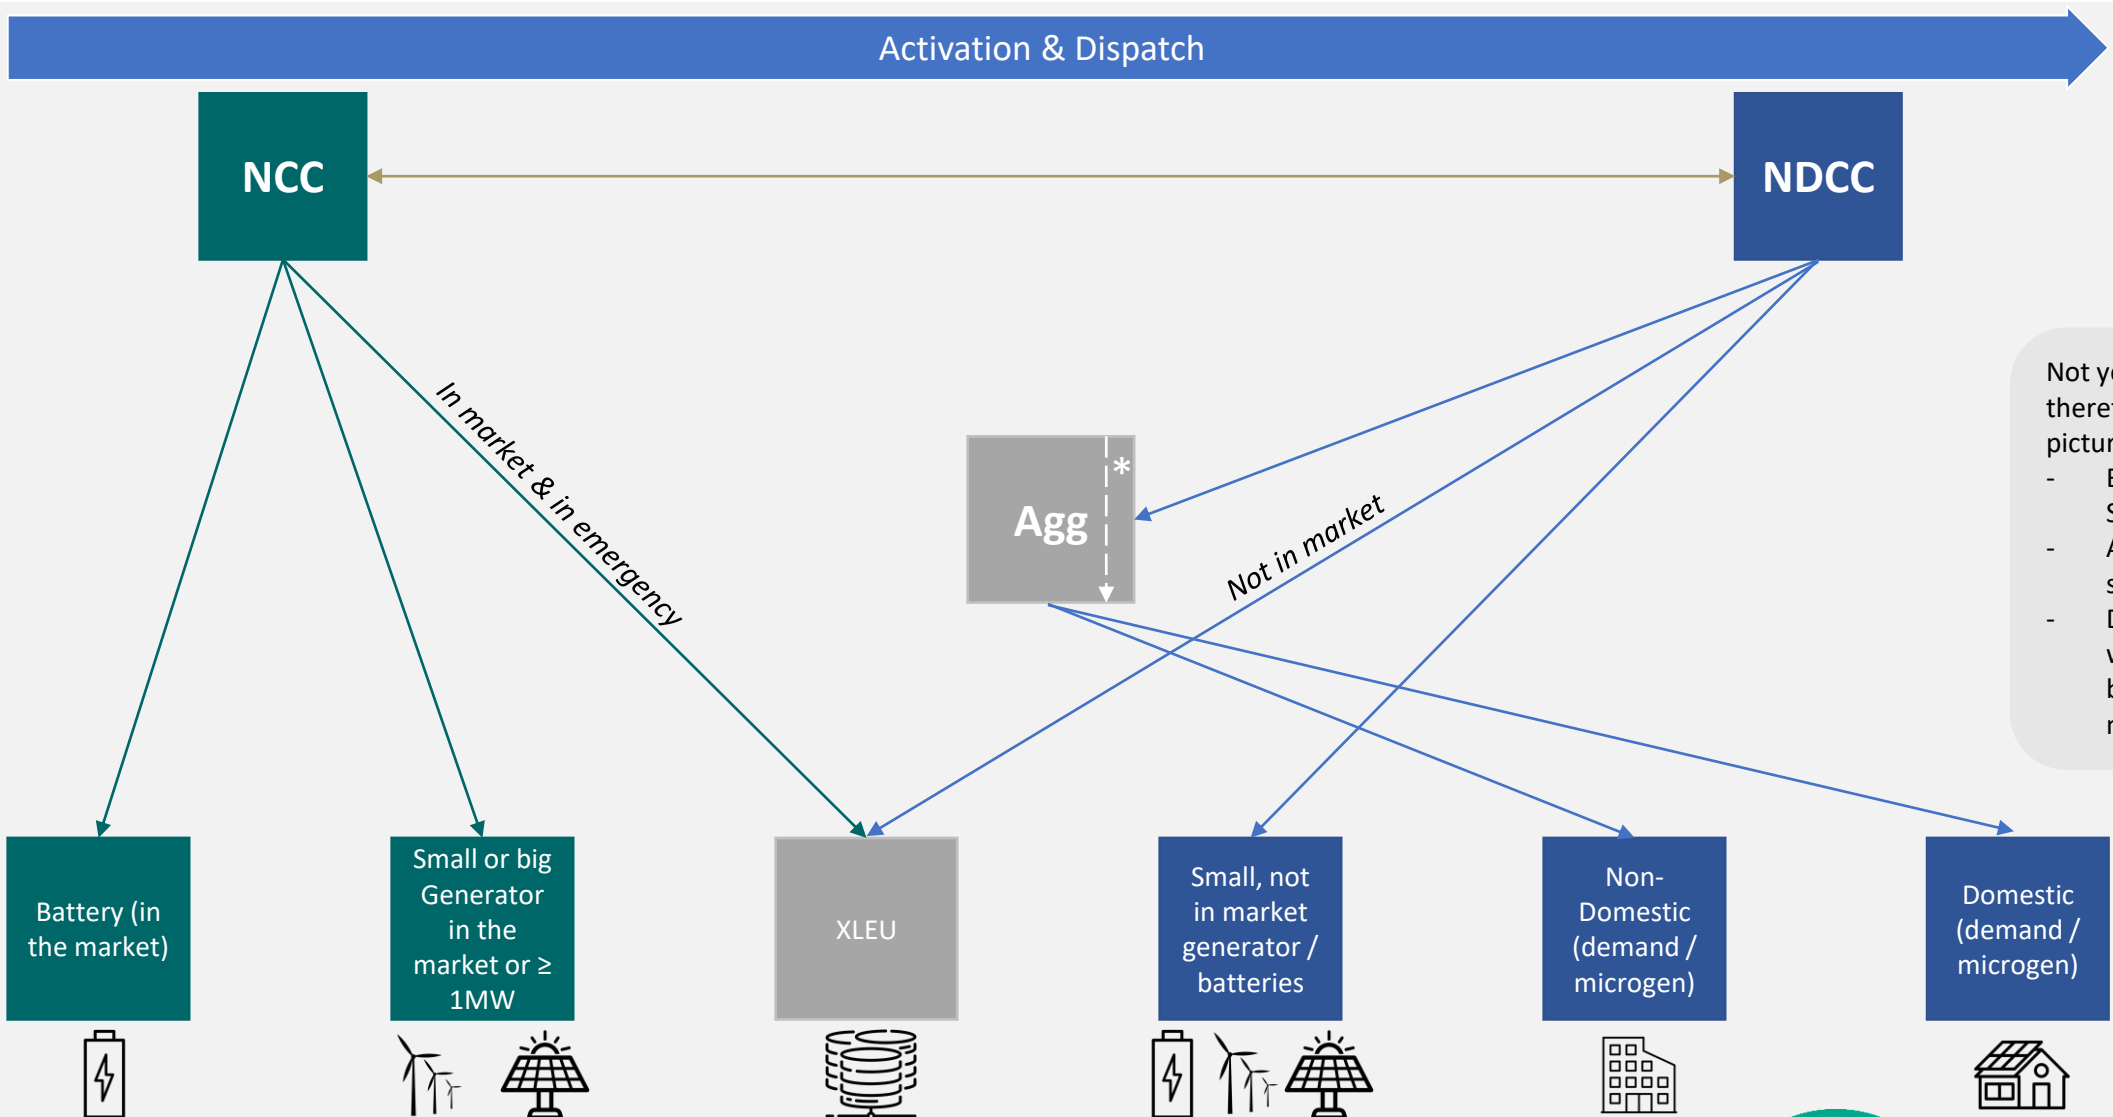 Activation & Dispatch
NCC
NDCC
In market & in emergency
Not in market
Agg
*
Not
-
-
-
Battery (in
the market)
Small or big
Generator
in the
market or ≥
1MW
XLEU
Small, not
in market
generator /
batteries
Non-
Domestic
(demand /
microgen)
Domestic
(demand /
microgen)